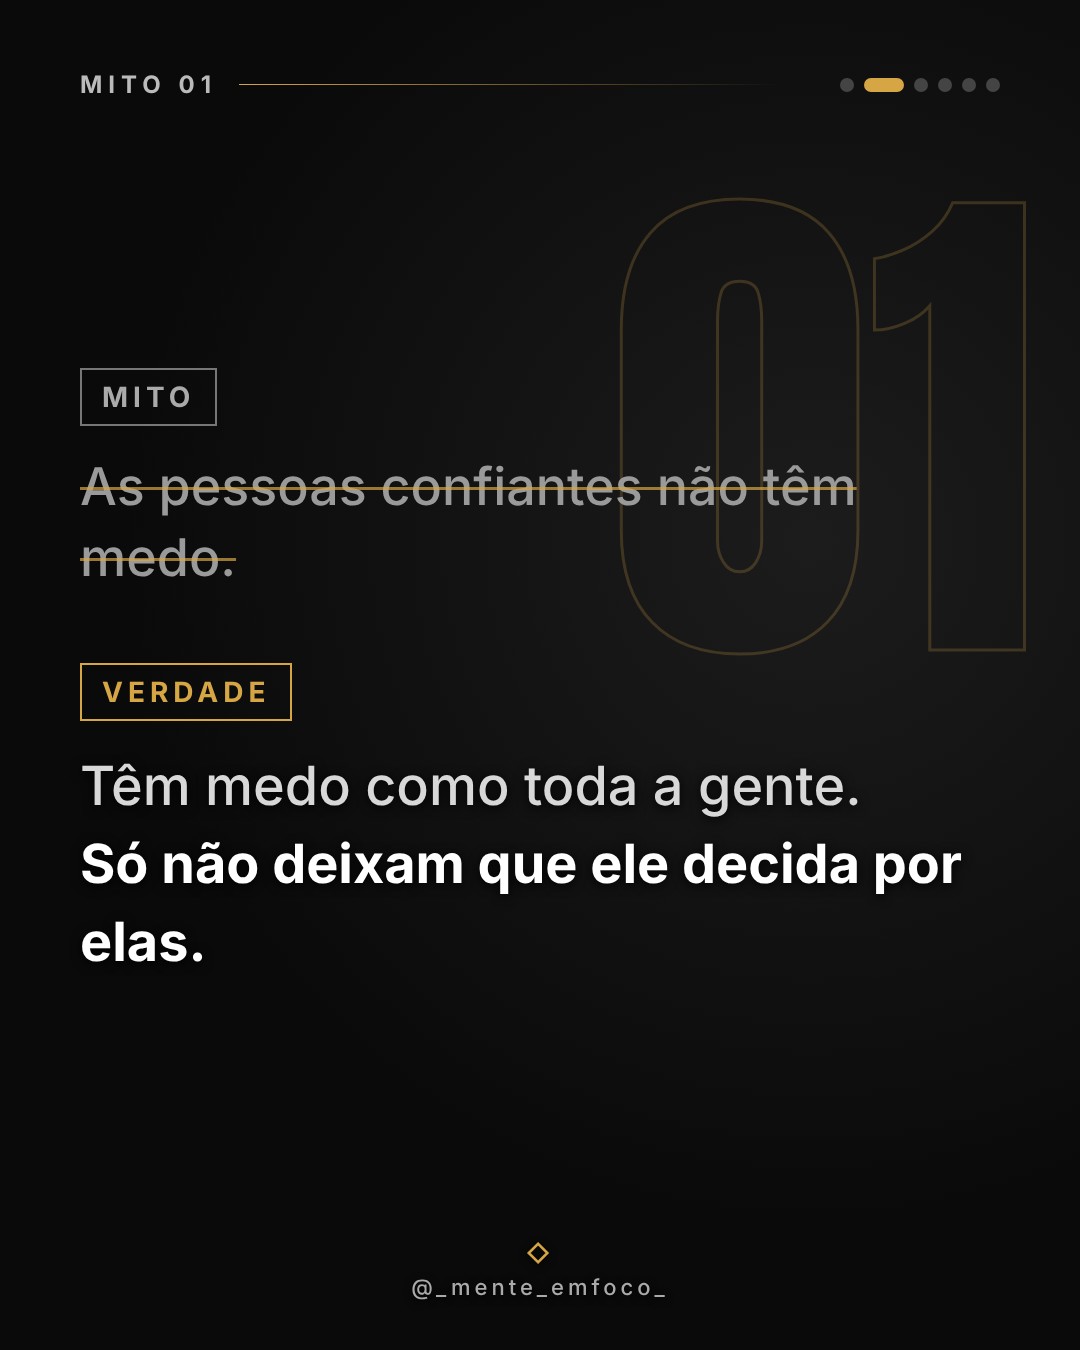 MITO 01
01
MITO
As pessoas confiantes não têm
medo.
VERDADE
Têm medo como toda a gente.
Só não deixam que ele decida por
elas.
@_mente_emfoco_